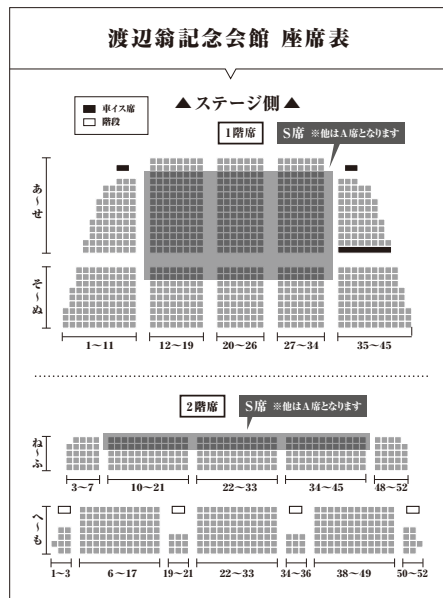 渡辺翁記念会館 座席表
車イス席
階段
▲ステージ側▲
1階席
S席 ※他はA席となります
あ〜せ
そ〜ぬ
1〜11
12〜19
20〜26
27〜34
35〜45
2階席
S席 ※他はA席となります
ね〜ふ
3〜7
10〜21
22〜33
34〜45
48〜52
へ〜も
1〜3
6〜17
19〜21
22〜33
34〜36
38〜49
50〜52